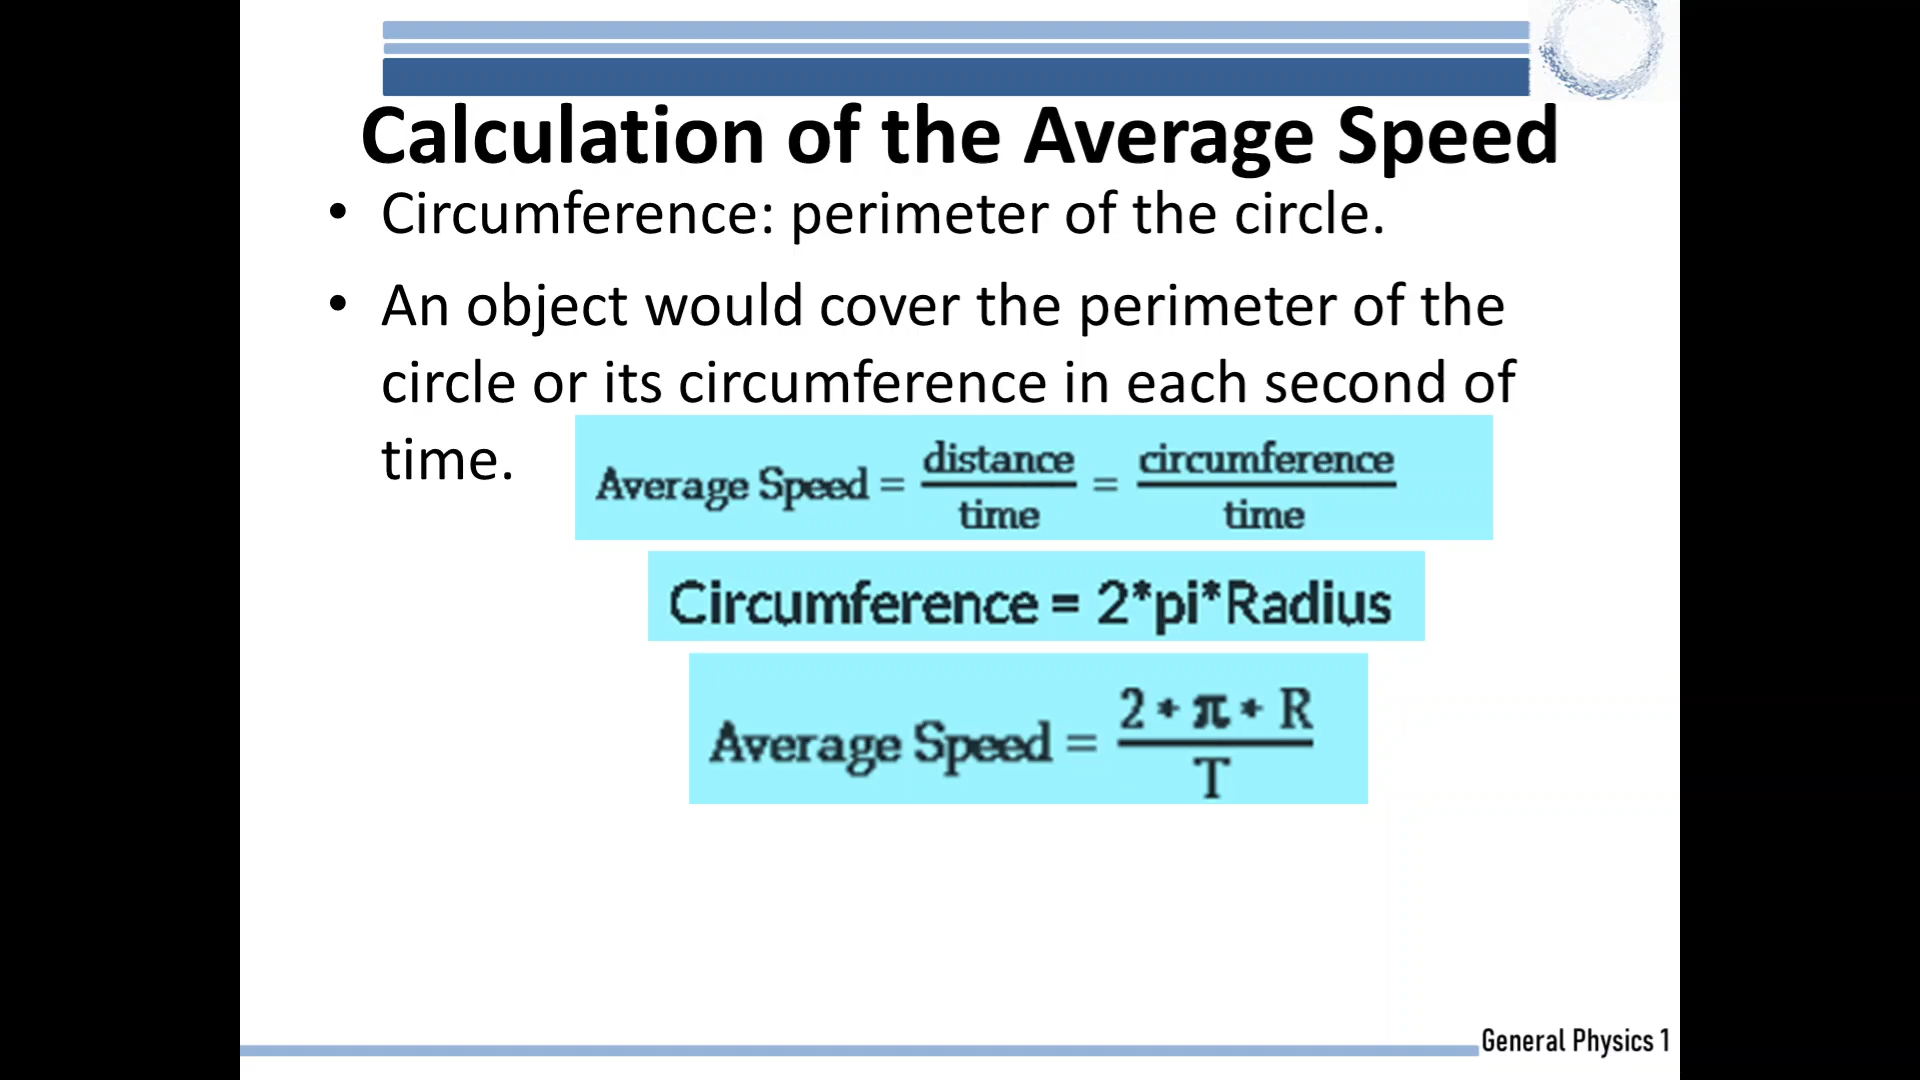 Calculation of the Average Speed
• Circumference: perimeter of the circle.
• An object would cover the perimeter of the
circle or its circumference in each second of
time.
Average Speed = distance/time = circumference/time
Circumference = 2*pi*Radius
Average Speed = 2 * π * R/T
General Physics 1